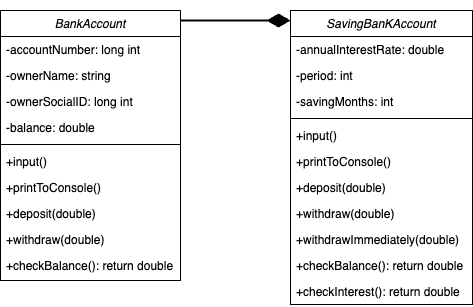 BankAccount
-accountNumber: long int
-ownerName: string
-ownerSocialID: long int
-balance: double
+input()
+printToConsole()
+deposit(double)
+withdraw(double)
+checkBalance(): return double
SavingBanKAccount
-annualInterestRate: double
-period: int
-savingMonths: int
+input()
+printToConsole()
+deposit(double)
+withdraw(double)
+withdrawImmediately(double)
+checkBalance(): return double
+checkInterest(): return double